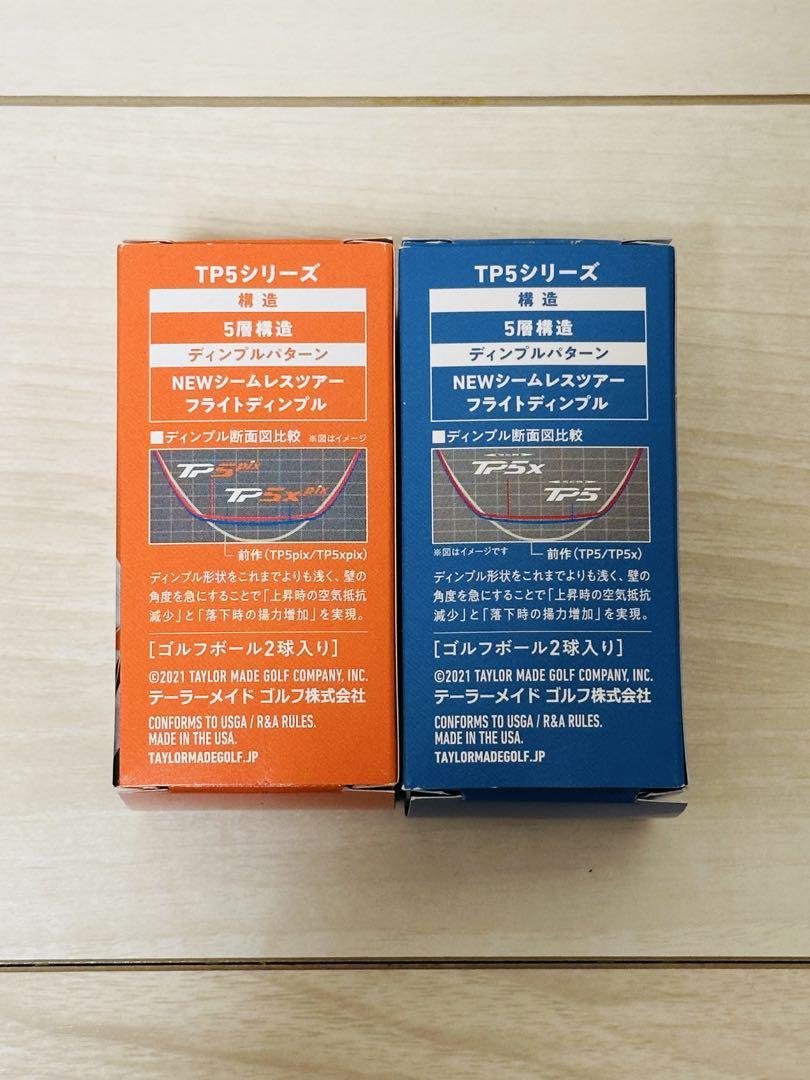 TP5シリーズ
構造
5層構造
ディンプルパターン
NEWシームレスツアー
フライトディンプル
■ディンプル断面図比較 ※図はイメージ
TP5pix
TP5xpix
前作(TP5pix/TP5xpix)
ディンプル形状をこれまでよりも浅く、壁の
角度を急にすることで「上昇時の空気抵抗
減少」と「落下時の揚力増加」を実現。
[ゴルフボール2球入り]
©2021 TAYLOR MADE GOLF COMPANY, INC.
テーラーメイド ゴルフ株式会社
CONFORMS TO USGA / R&A RULES.
MADE IN THE USA.
TAYLORMADEGOLF.JP
TP5シリーズ
構造
5層構造
ディンプルパターン
NEWシームレスツアー
フライトディンプル
■ディンプル断面図比較
TP5x
TP5
※図はイメージです 前作(TP5/TP5x)
ディンプル形状をこれまでよりも浅く、壁の
角度を急にすることで「上昇時の空気抵抗
減少」と「落下時の揚力増加」を実現。
[ゴルフボール2球入り]
©2021 TAYLOR MADE GOLF COMPANY, INC.
テーラーメイド ゴルフ株式会社
CONFORMS TO USGA / R&A RULES.
MADE IN THE USA.
TAYLORMADEGOLF.JP